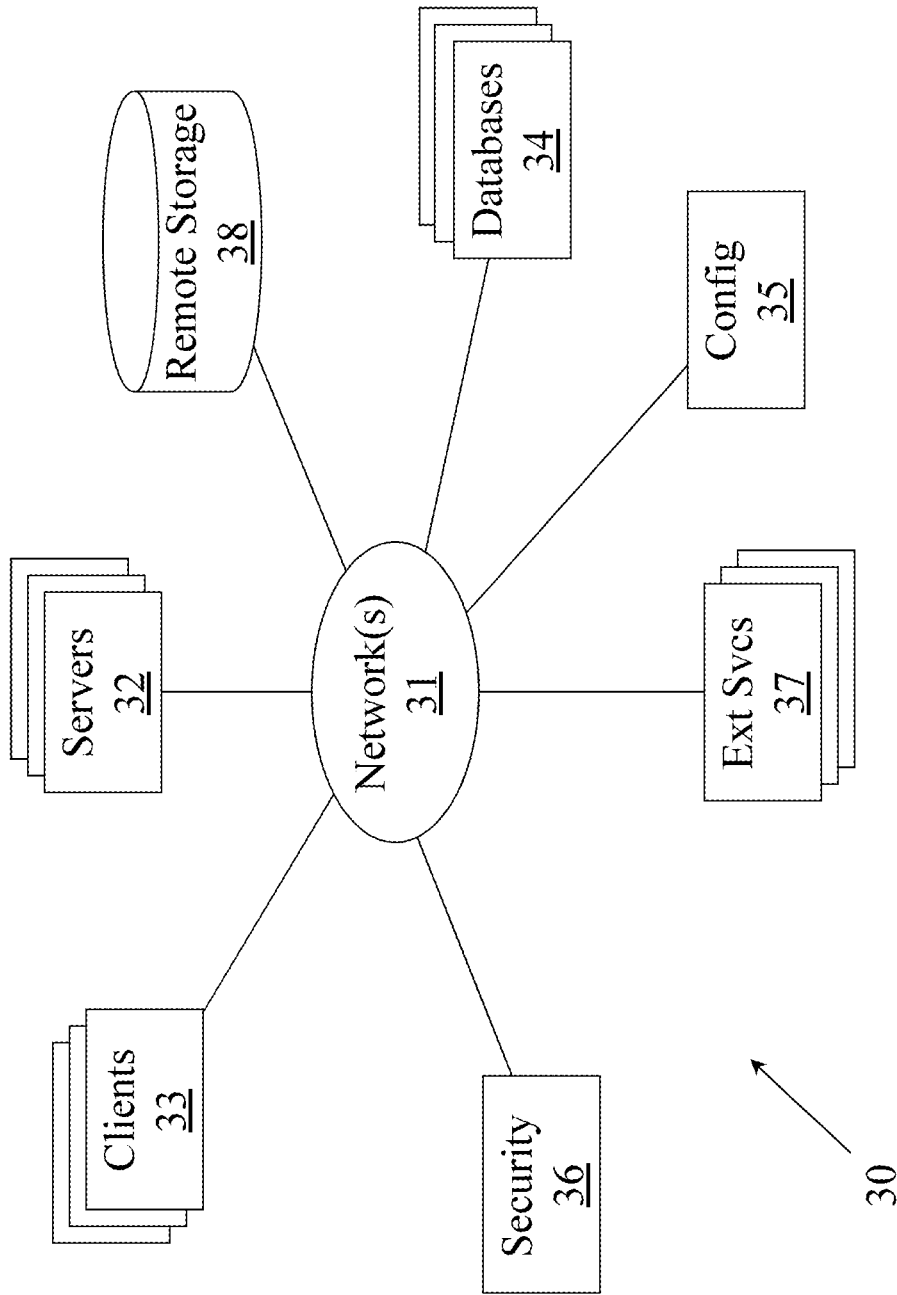 Clients
33
Servers
32
Remote Storage
38
Network(s)
31
Security
36
Databases
34
Ext Svcs
37
Config
35
30